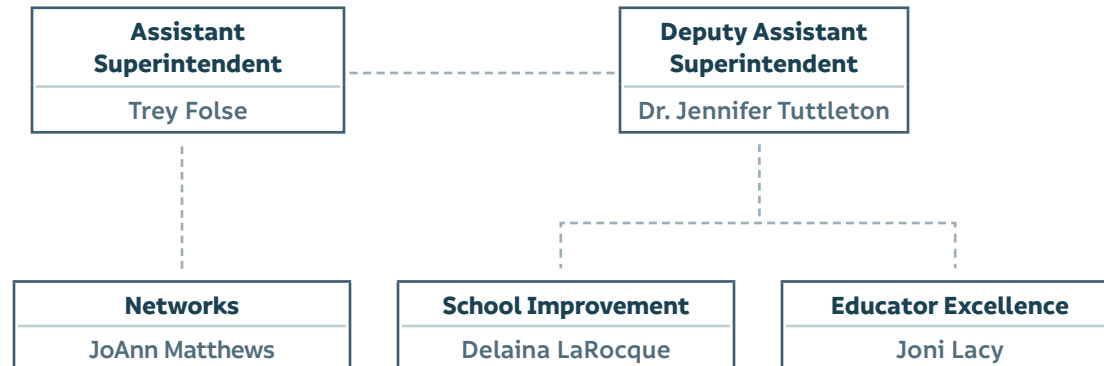 Assistant
Superintendent
Trey Folse
Deputy Assistant
Superintendent
Dr. Jennifer Tuttleton
Networks
JoAnn Matthews
School Improvement
Delaina LaRocque
Educator Excellence
Joni Lacy